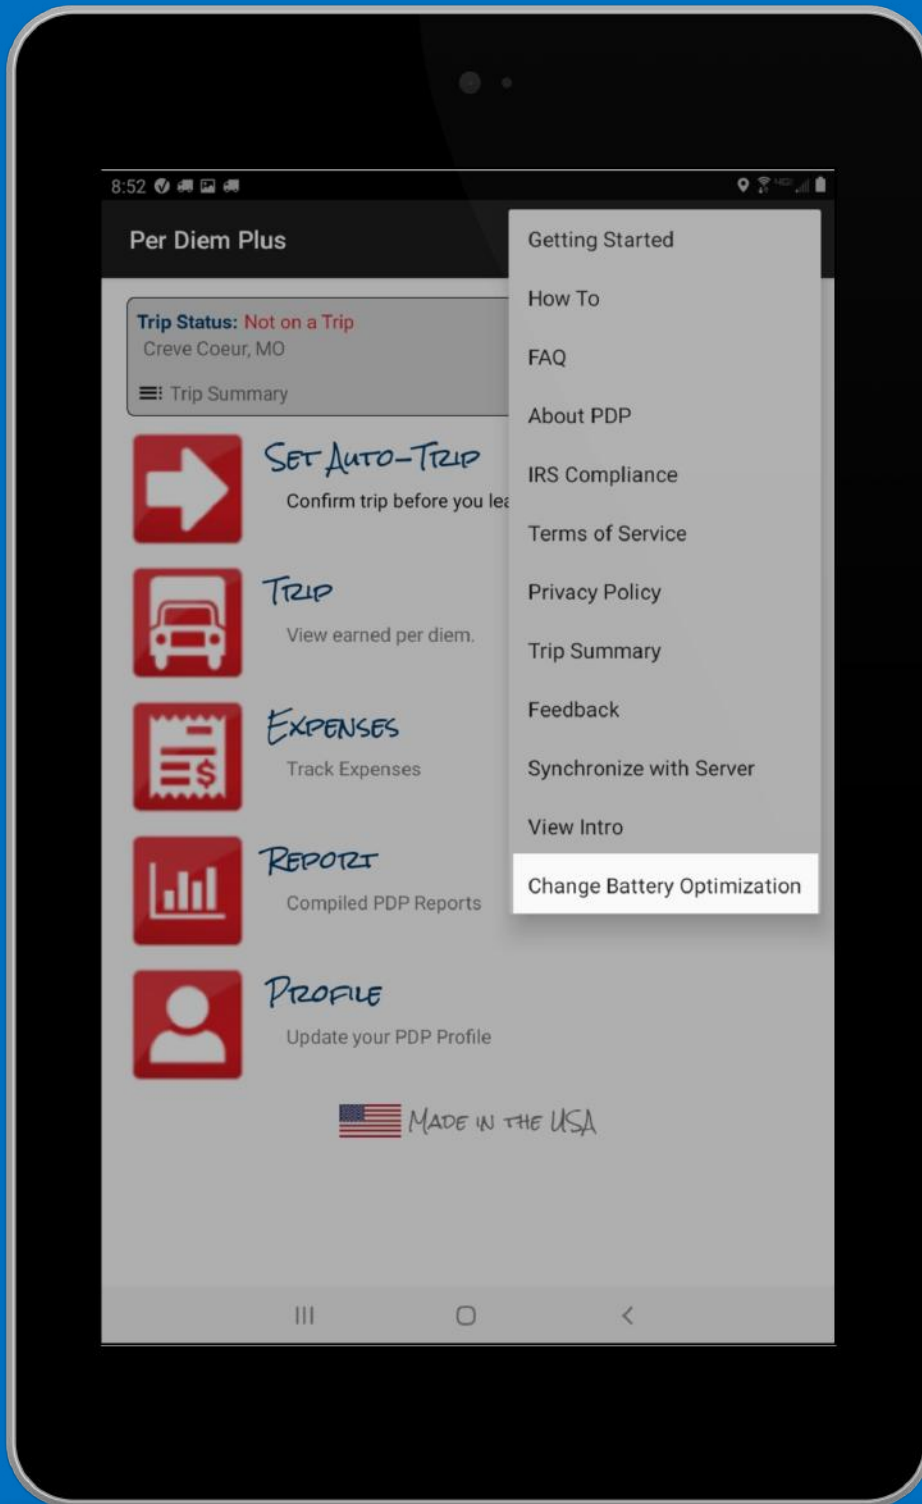 8:52
Per Diem Plus
Trip Status: Not on a Trip
Creve Coeur, MO
Trip Summary
SET AUTO-TRIP
Confirm trip before you lea
TRIP
View earned per diem.
EXPENSES
Track Expenses
REPORT
Compiled PDP Reports
PROFILE
Update your PDP Profile
MADE IN THE USA
Getting Started
How To
FAQ
About PDP
IRS Compliance
Terms of Service
Privacy Policy
Trip Summary
Feedback
Synchronize with Server
View Intro
Change Battery Optimization